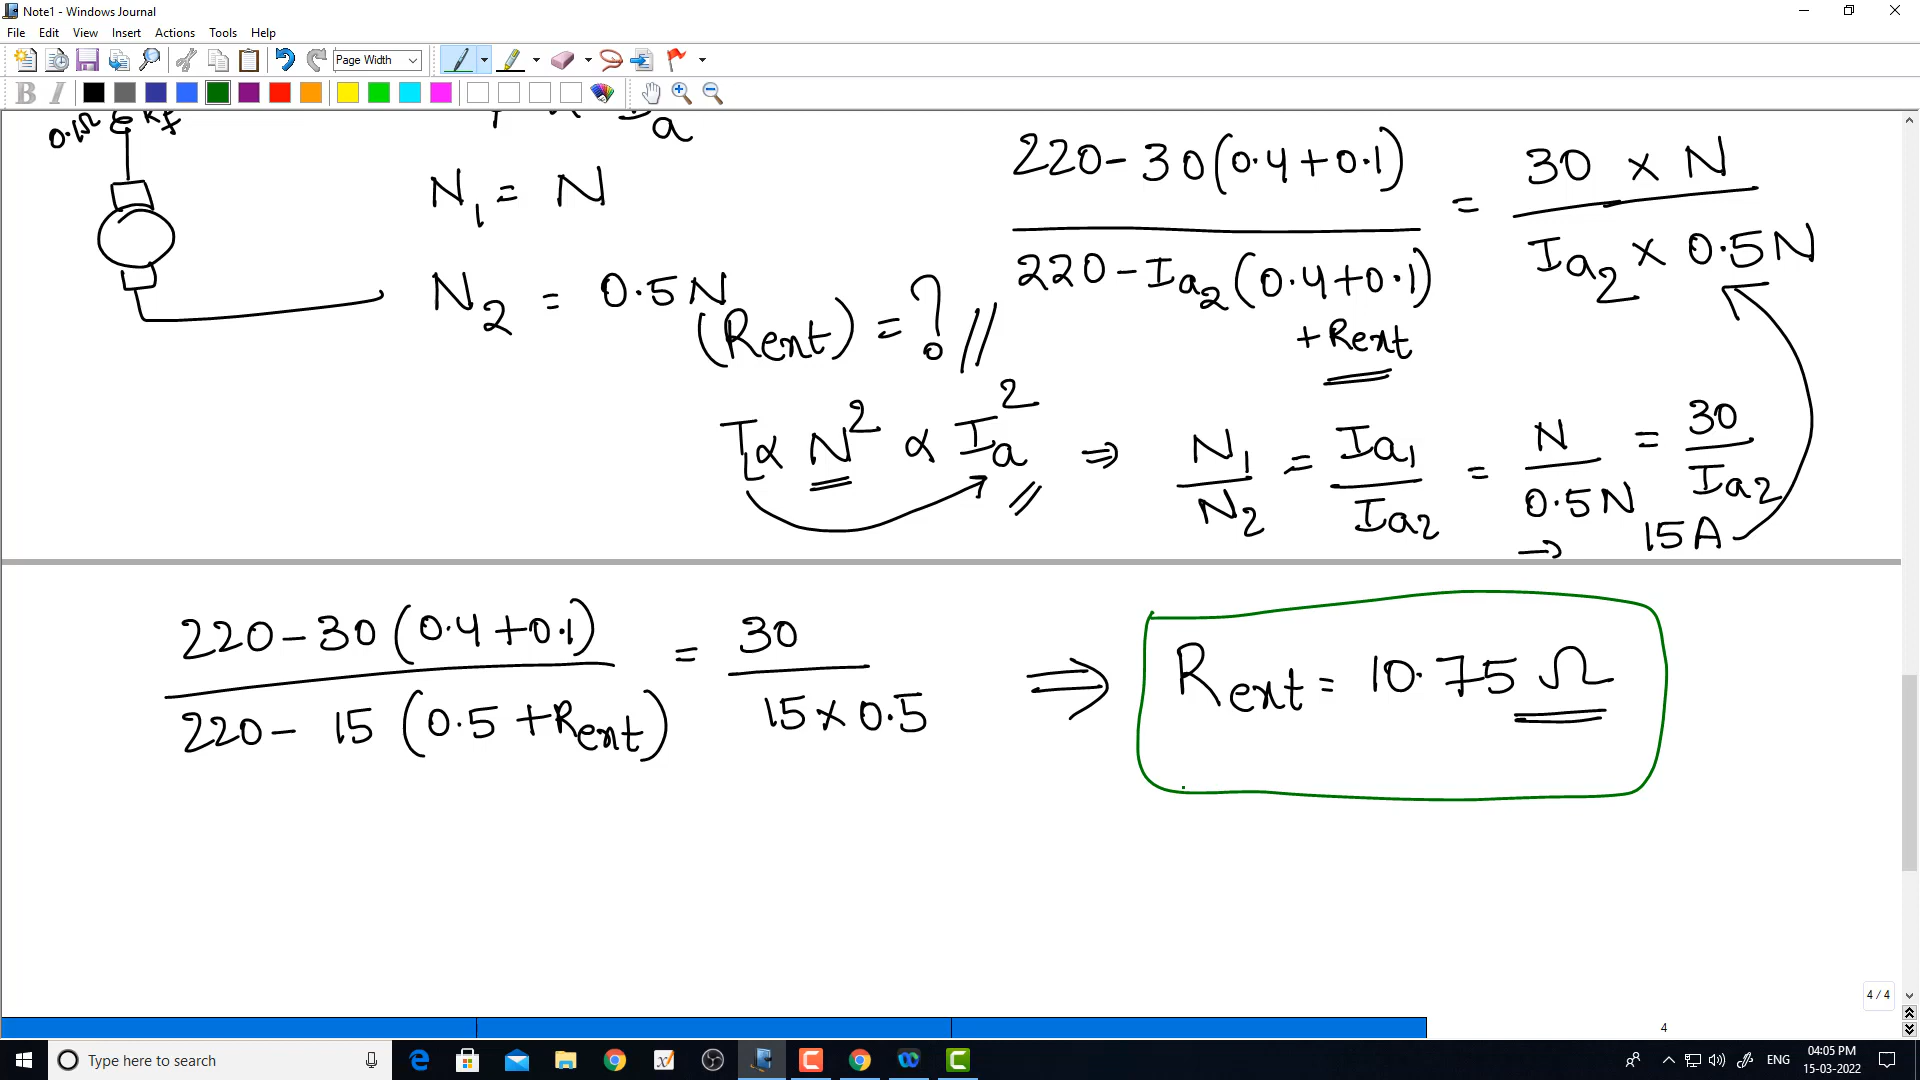 Note1 - Windows Journal
File Edit View Insert Actions Tools Help
Page Width
B I
0.1Ω
a
N₁ = N
N₂ = 0.5N
(Rext) = ? //
220-30(0.4+0.1) / 220-Ia₂(0.4+0.1) + Rext = 30 × N / Ia₂ × 0.5N
T ∝ N² ∝ Ia² ⇒ N₁/N₂ = Ia₁/Ia₂ = N/0.5N = 30/Ia₂
→ 15A
220-30(0.4+0.1) / 220- 15 (0.5 +Rext) = 30 / 15×0.5 ⇒ Rext = 10.75 Ω
4 / 4
4
Type here to search
ENG
04:05 PM
15-03-2022